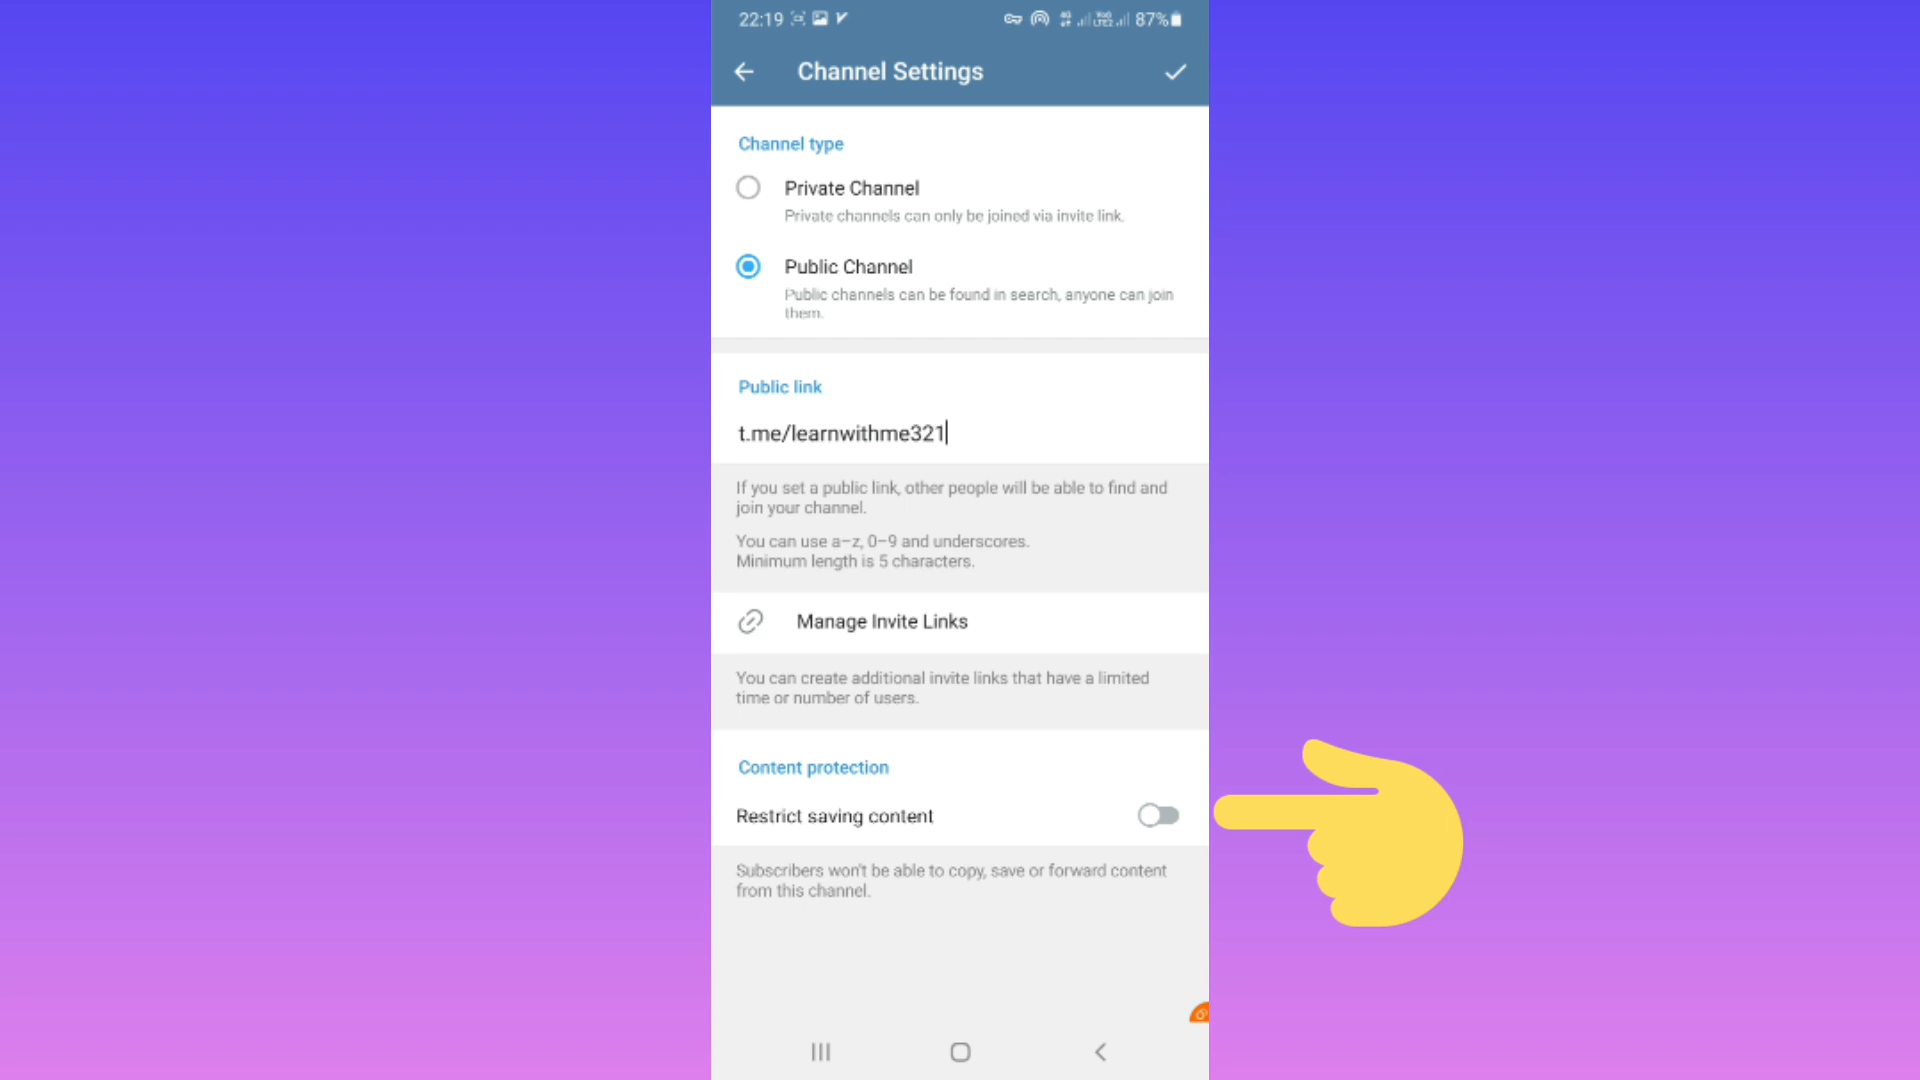 22:19
87%
Channel Settings
Channel type
Private Channel
Private channels can only be joined via invite link.
Public Channel
Public channels can be found in search, anyone can join
them.
Public link
t.me/learnwithme321
If you set a public link, other people will be able to find and
join your channel.
You can use a–z, 0–9 and underscores.
Minimum length is 5 characters.
Manage Invite Links
You can create additional invite links that have a limited
time or number of users.
Content protection
Restrict saving content
Subscribers won't be able to copy, save or forward content
from this channel.